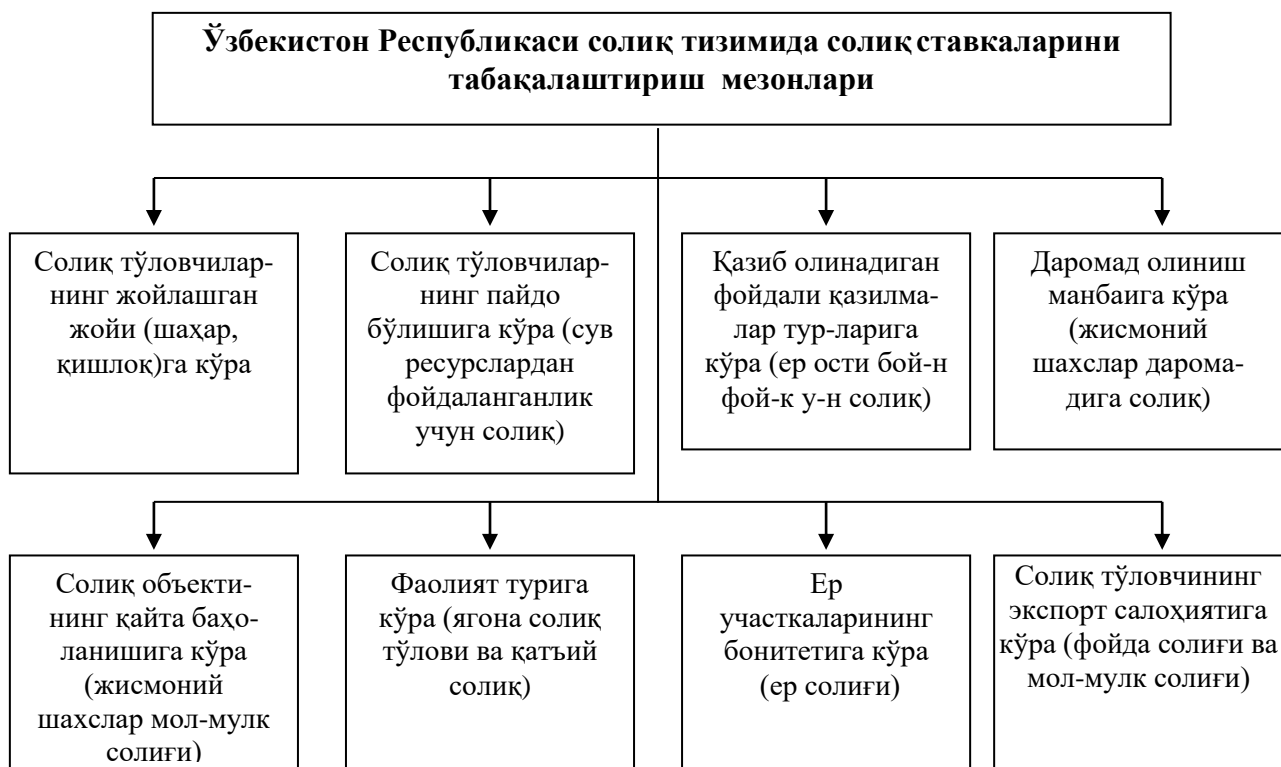 Ўзбекистон Республикаси солиқ тизимида солиқ ставкаларини
табақалаштириш мезонлари
Солиқ тўловчилар-
нинг жойлашган
жойи (шаҳар,
қишлоқ)га кўра
Солиқ тўловчилар-
нинг пайдо
бўлишига кўра (сув
ресурслардан
фойдаланганлик
учун солиқ)
Қазиб олинадиган
фойдали қазилма-
лар тур-ларига
кўра (ер ости бой-н
фой-к у-н солиқ)
Даромад олиниш
манбаига кўра
(жисмоний
шахслар дарома-
дига солиқ)
Солиқ объекти-
нинг қайта баҳо-
ланишига кўра
(жисмоний
шахслар мол-мулк
солиғи)
Фаолият турига
кўра (ягона солиқ
тўлови ва қатъий
солиқ)
Ер
участкаларининг
бонитетига кўра
(ер солиғи)
Солиқ тўловчининг
экспорт салоҳиятига
кўра (фойда солиғи ва
мол-мулк солиғи)